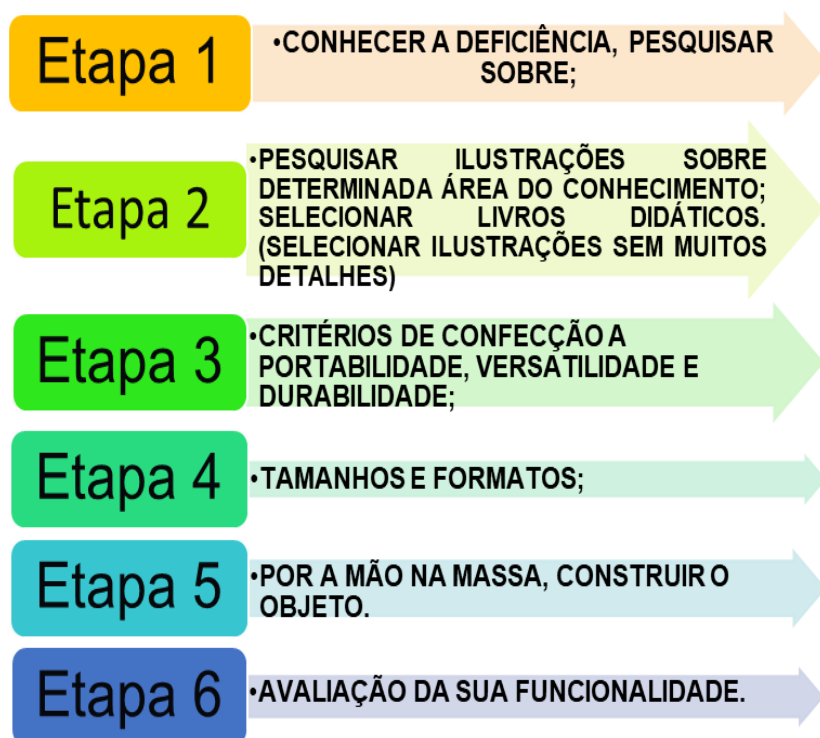 Etapa 1
•CONHECER A DEFICIÊNCIA, PESQUISAR
SOBRE;
Etapa 2
•PESQUISAR ILUSTRAÇÕES SOBRE
DETERMINADA ÁREA DO CONHECIMENTO;
SELECIONAR LIVROS DIDÁTICOS.
(SELECIONAR ILUSTRAÇÕES SEM MUITOS
DETALHES)
Etapa 3
•CRITÉRIOS DE CONFECÇÃO A
PORTABILIDADE, VERSATILIDADE E
DURABILIDADE;
Etapa 4
•TAMANHOS E FORMATOS;
Etapa 5
•POR A MÃO NA MASSA, CONSTRUIR O
OBJETO.
Etapa 6
•AVALIAÇÃO DA SUA FUNCIONALIDADE.